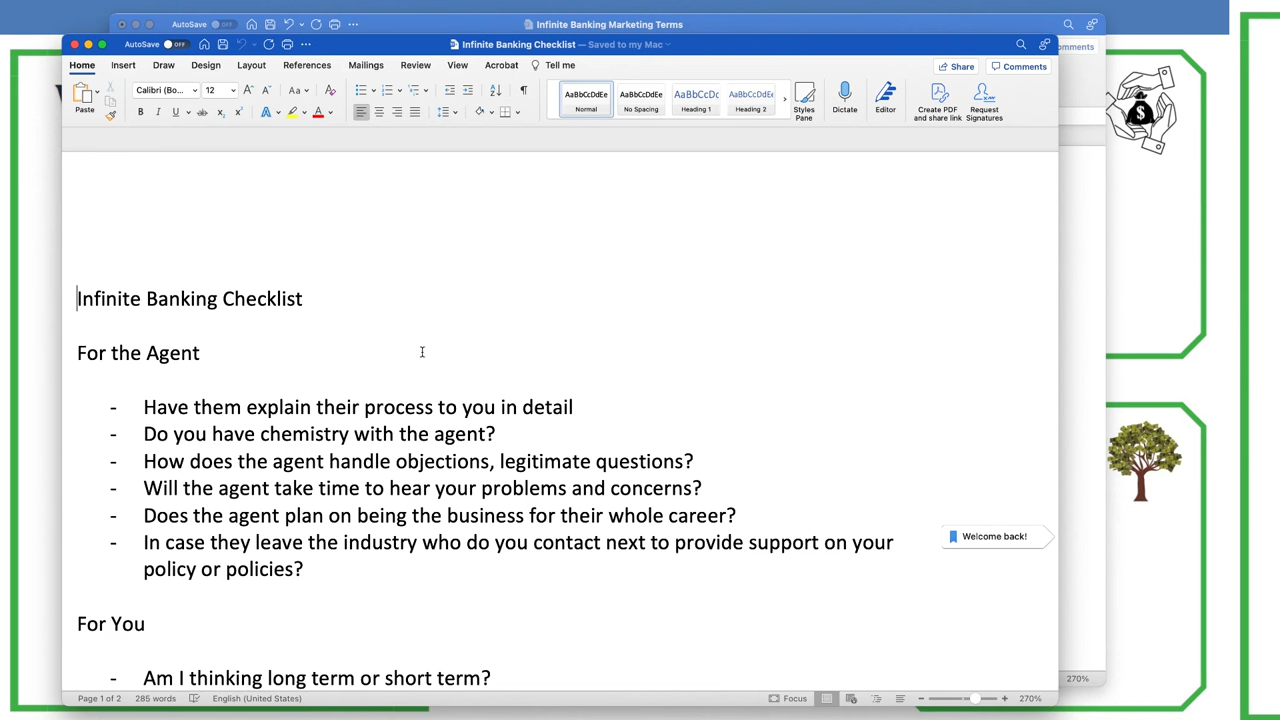 AutoSave OFF
Infinite Banking Marketing Terms
AutoSave OFF
Infinite Banking Checklist — Saved to my Mac
omments
Home Insert Draw Design Layout References Mailings Review View Acrobat Tell me
Share Comments
Paste
Calibri (Bo... 12
AaBbCcDdEe AaBbCcDdEe AaBbCcDc AaBbCcDdEe
Normal No Spacing Heading 1 Heading 2
Styles Pane
Dictate
Editor
Create PDF and share link
Request Signatures
Infinite Banking Checklist
For the Agent
- Have them explain their process to you in detail
- Do you have chemistry with the agent?
- How does the agent handle objections, legitimate questions?
- Will the agent take time to hear your problems and concerns?
- Does the agent plan on being the business for their whole career?
- In case they leave the industry who do you contact next to provide support on your
policy or policies?
Welcome back!
For You
- Am I thinking long term or short term?
Page 1 of 2 285 words English (United States) Focus 270%
270%